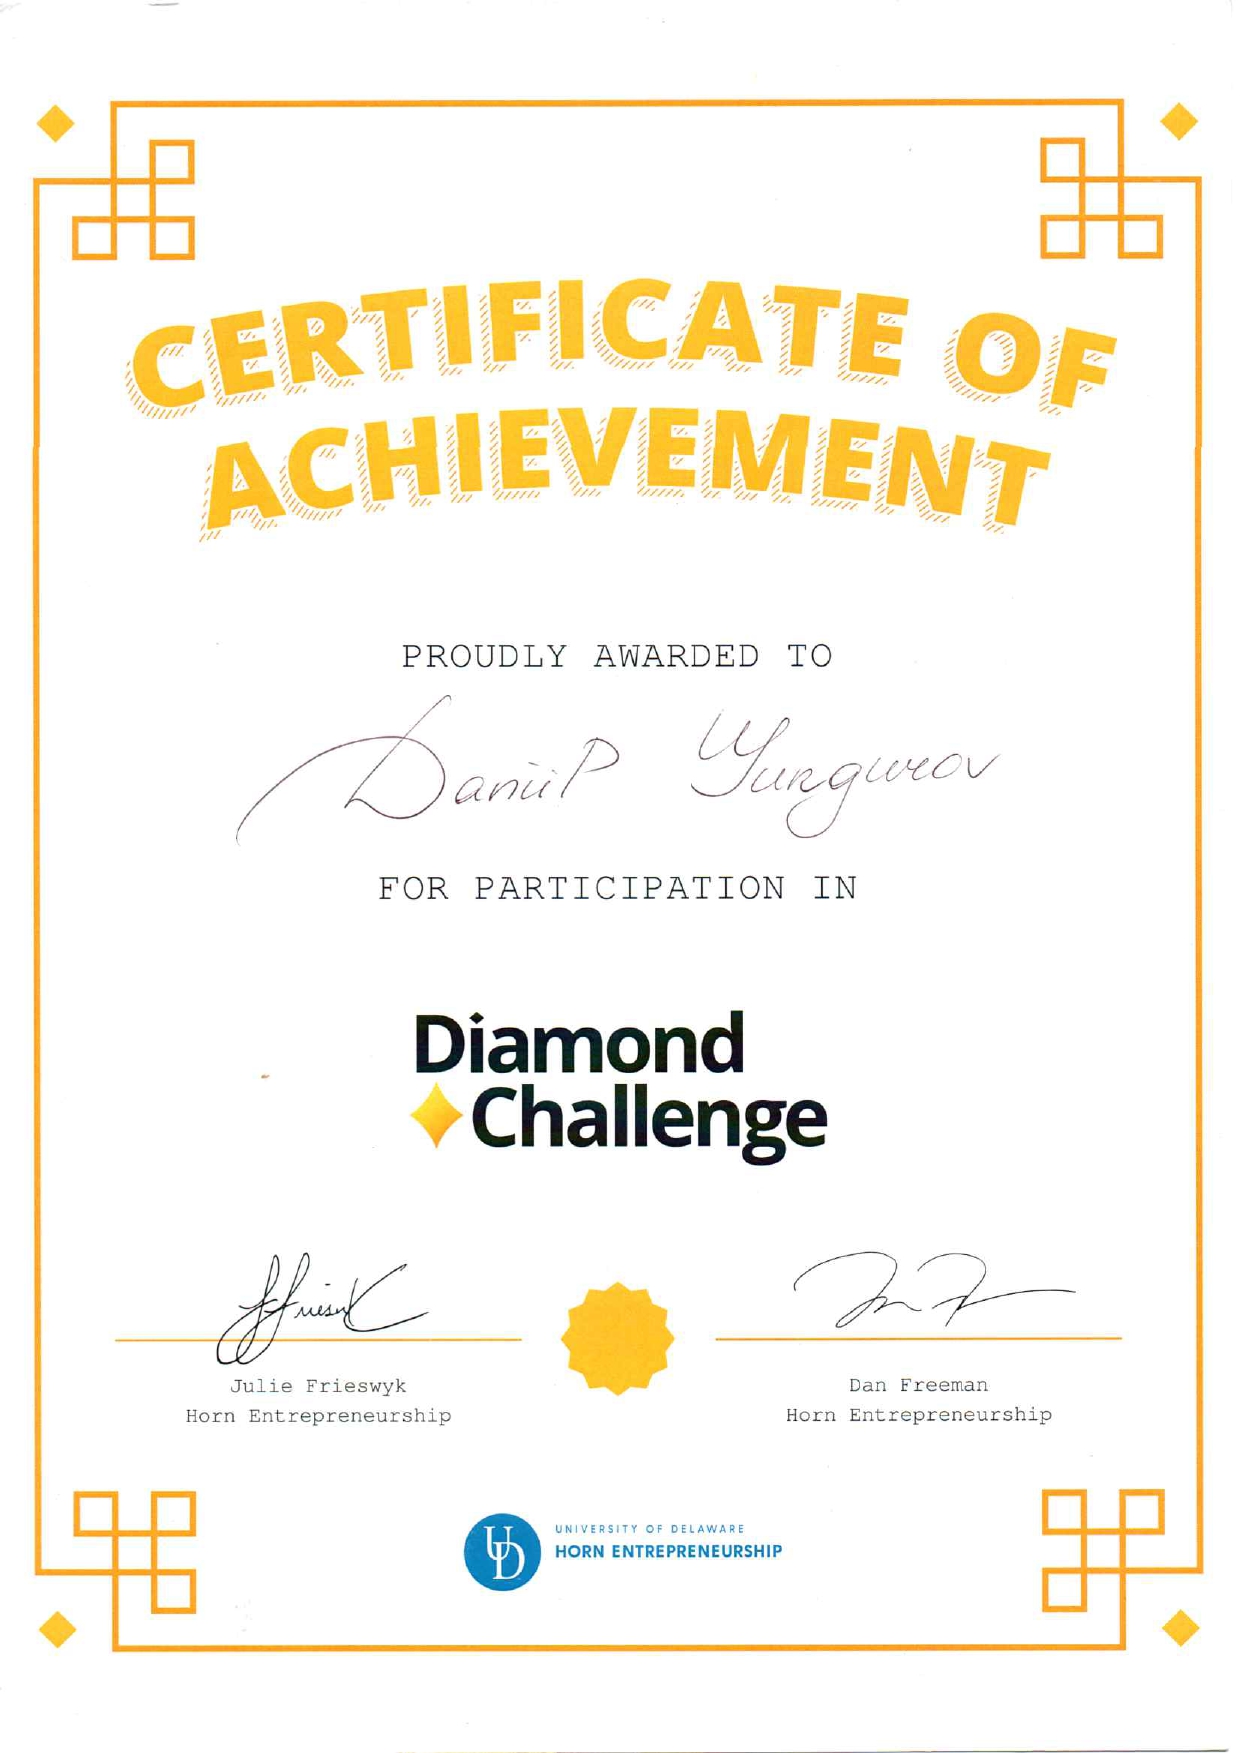 CERTIFICATE OF
ACHIEVEMENT
PROUDLY AWARDED TO
Daniil
FOR PARTICIPATION IN
Diamond
Challenge
Julie Frieswyk
Horn Entrepreneurship
Dan Freeman
Horn Entrepreneurship
UD
UNIVERSITY OF DELAWARE
HORN ENTREPRENEURSHIP